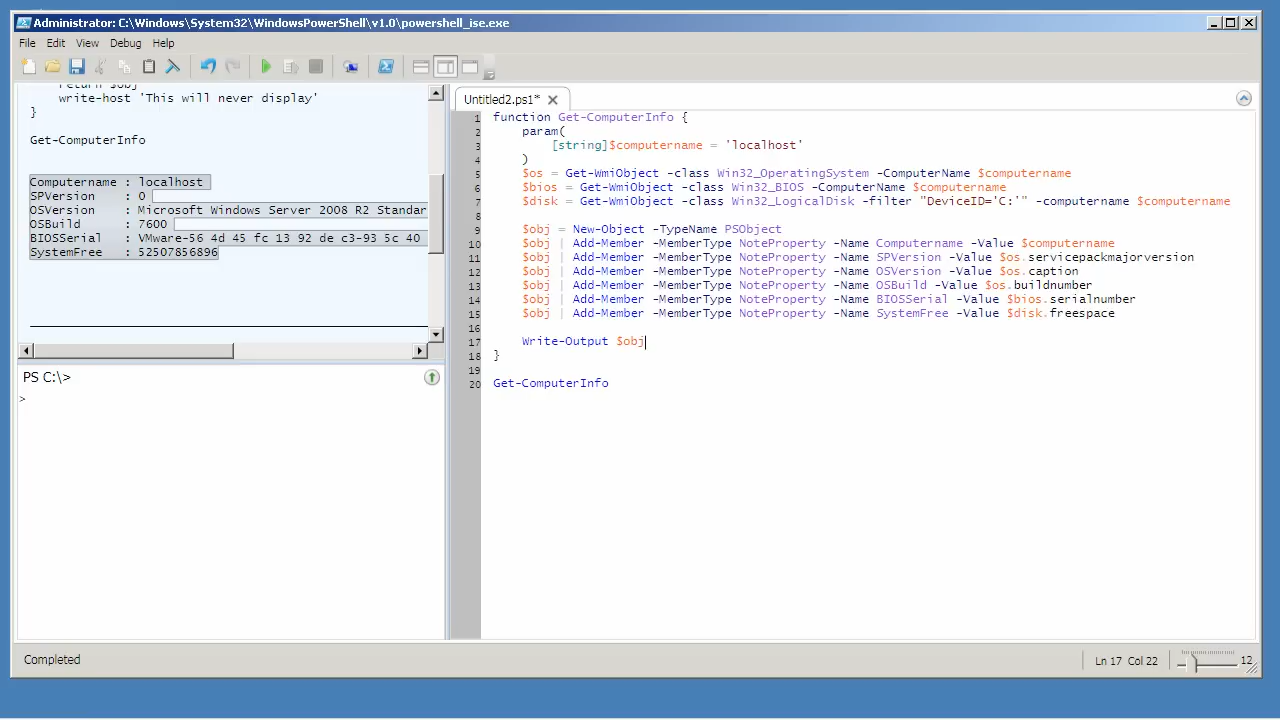 Administrator: C:\Windows\System32\WindowsPowerShell\v1.0\powershell_ise.exe
File Edit View Debug Help
return $obj
write-host 'This will never display'
}
Get-ComputerInfo
Computername : localhost
SPVersion : 0
OSVersion : Microsoft Windows Server 2008 R2 Standar
OSBuild : 7600
BIOSSerial : VMware-56 4d 45 fc 13 92 de c3-93 5c 40
SystemFree : 52507856896
PS C:\>
>
Untitled2.ps1*
1 function Get-ComputerInfo {
2 param(
3 [string]$computername = 'localhost'
4 )
5 $os = Get-WmiObject -class Win32_OperatingSystem -ComputerName $computername
6 $bios = Get-WmiObject -class Win32_BIOS -ComputerName $computername
7 $disk = Get-WmiObject -class Win32_LogicalDisk -filter "DeviceID='C:'" -computername $computername
8
9 $obj = New-Object -TypeName PSObject
10 $obj | Add-Member -MemberType NoteProperty -Name Computername -Value $computername
11 $obj | Add-Member -MemberType NoteProperty -Name SPVersion -Value $os.servicepackmajorversion
12 $obj | Add-Member -MemberType NoteProperty -Name OSVersion -Value $os.caption
13 $obj | Add-Member -MemberType NoteProperty -Name OSBuild -Value $os.buildnumber
14 $obj | Add-Member -MemberType NoteProperty -Name BIOSSerial -Value $bios.serialnumber
15 $obj | Add-Member -MemberType NoteProperty -Name SystemFree -Value $disk.freespace
16
17 Write-Output $obj
18 }
19
20 Get-ComputerInfo
Completed
Ln 17 Col 22
12